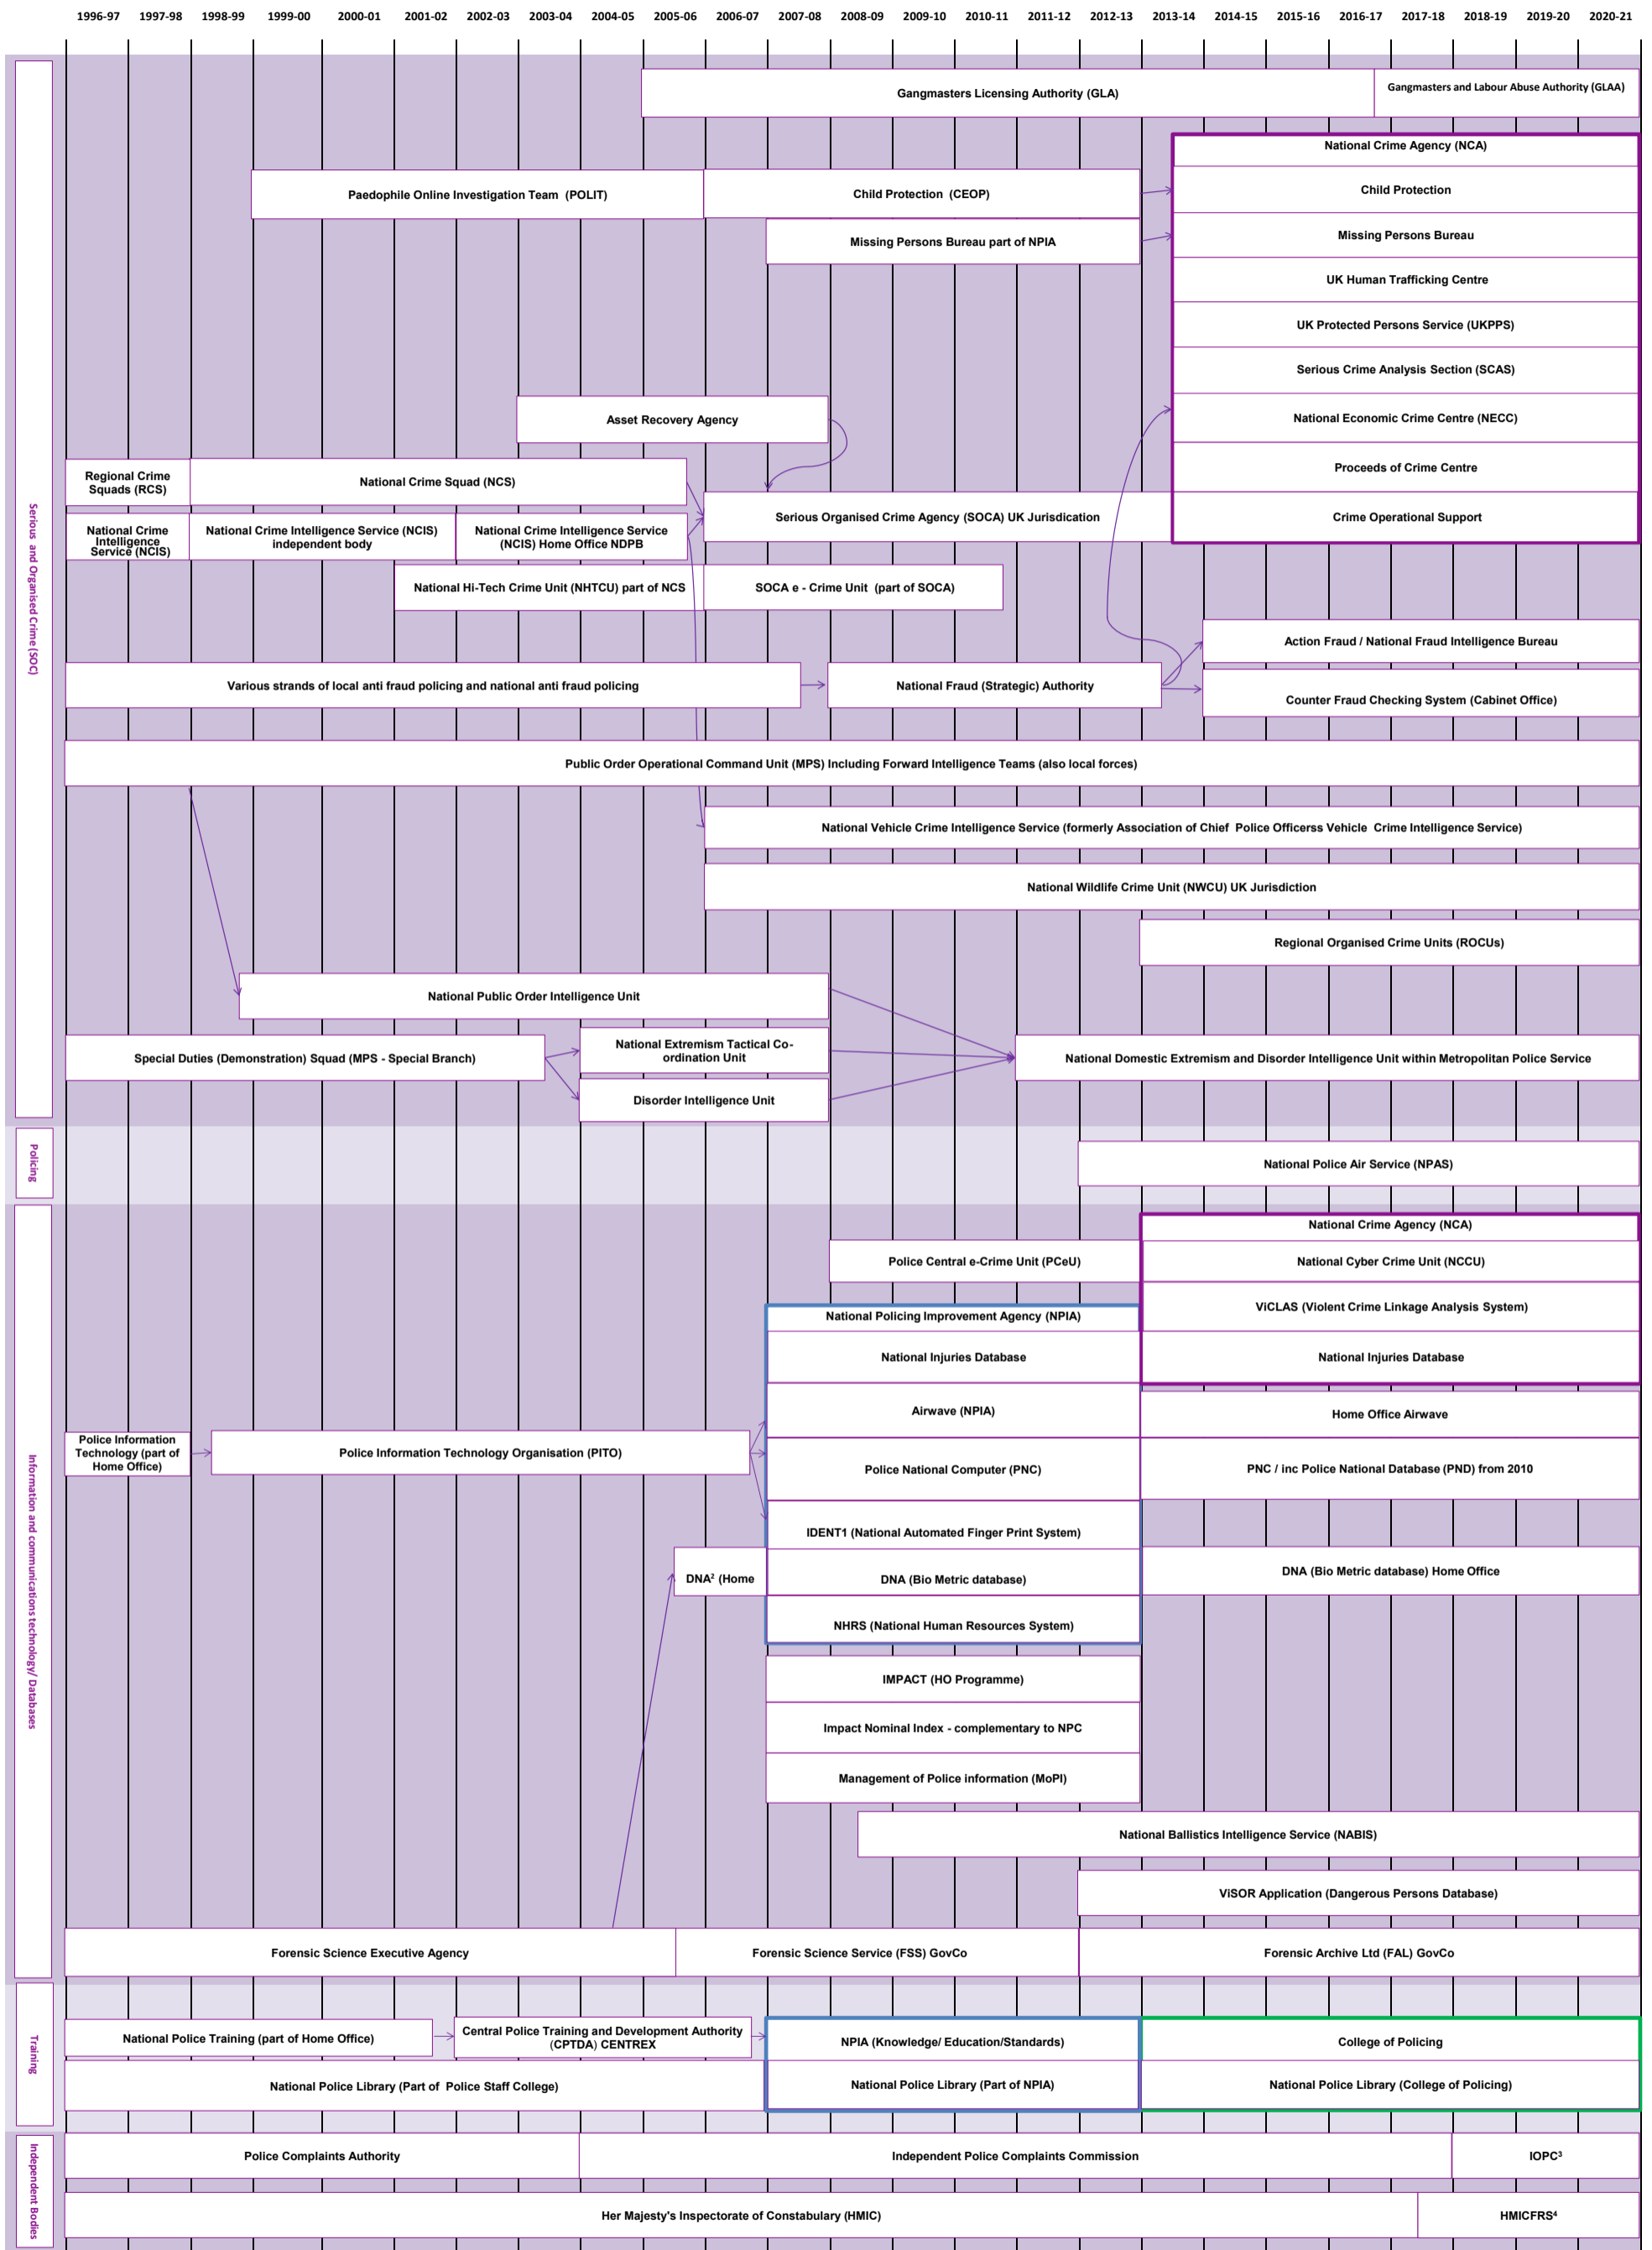 1996-97 1997-98 1998-99 1999-00 2000-01 2001-02 2002-03 2003-04 2004-05 2005-06 2006-07 2007-08 2008-09 2009-10 2010-11 2011-12 2012-13 2013-14 2014-15 2015-16 2016-17 2017-18 2018-19 2019-20 2020-21
Serious and Organised Crime (SOC)
Gangmasters Licensing Authority (GLA)
Gangmasters and Labour Abuse Authority (GLAA)
National Crime Agency (NCA)
Paedophile Online Investigation Team (POLIT)
Child Protection (CEOP)
Child Protection
Missing Persons Bureau part of NPIA
Missing Persons Bureau
UK Human Trafficking Centre
UK Protected Persons Service (UKPPS)
Serious Crime Analysis Section (SCAS)
Asset Recovery Agency
National Economic Crime Centre (NECC)
Proceeds of Crime Centre
Regional Crime
Squads (RCS)
National Crime Squad (NCS)
Serious Organised Crime Agency (SOCA) UK Jurisdication
Crime Operational Support
National Crime
Intelligence
Service (NCIS)
National Crime Intelligence Service (NCIS)
independent body
National Crime Intelligence Service
(NCIS) Home Office NDPB
National Hi-Tech Crime Unit (NHTCU) part of NCS
SOCA e - Crime Unit (part of SOCA)
Action Fraud / National Fraud Intelligence Bureau
Various strands of local anti fraud policing and national anti fraud policing
National Fraud (Strategic) Authority
Counter Fraud Checking System (Cabinet Office)
Public Order Operational Command Unit (MPS) Including Forward Intelligence Teams (also local forces)
National Vehicle Crime Intelligence Service (formerly Association of Chief Police Officerss Vehicle Crime Intelligence Service)
National Wildlife Crime Unit (NWCU) UK Jurisdiction
Regional Organised Crime Units (ROCUs)
National Public Order Intelligence Unit
Special Duties (Demonstration) Squad (MPS - Special Branch)
National Extremism Tactical Co-
ordination Unit
National Domestic Extremism and Disorder Intelligence Unit within Metropolitan Police Service
Disorder Intelligence Unit
Policing
National Police Air Service (NPAS)
Information and communications technology/ Databases
National Crime Agency (NCA)
Police Central e-Crime Unit (PCeU)
National Cyber Crime Unit (NCCU)
ViCLAS (Violent Crime Linkage Analysis System)
National Policing Improvement Agency (NPIA)
National Injuries Database
National Injuries Database
Airwave (NPIA)
Home Office Airwave
Police Information
Technology (part of
Home Office)
Police Information Technology Organisation (PITO)
Police National Computer (PNC)
PNC / inc Police National Database (PND) from 2010
IDENT1 (National Automated Finger Print System)
DNA² (Home
DNA (Bio Metric database)
DNA (Bio Metric database) Home Office
NHRS (National Human Resources System)
IMPACT (HO Programme)
Impact Nominal Index - complementary to NPC
Management of Police information (MoPI)
National Ballistics Intelligence Service (NABIS)
ViSOR Application (Dangerous Persons Database)
Forensic Science Executive Agency
Forensic Science Service (FSS) GovCo
Forensic Archive Ltd (FAL) GovCo
Training
National Police Training (part of Home Office)
Central Police Training and Development Authority
(CPTDA) CENTREX
NPIA (Knowledge/ Education/Standards)
College of Policing
National Police Library (Part of Police Staff College)
National Police Library (Part of NPIA)
National Police Library (College of Policing)
Independent Bodies
Police Complaints Authority
Independent Police Complaints Commission
IOPC³
Her Majesty's Inspectorate of Constabulary (HMIC)
HMICFRS⁴